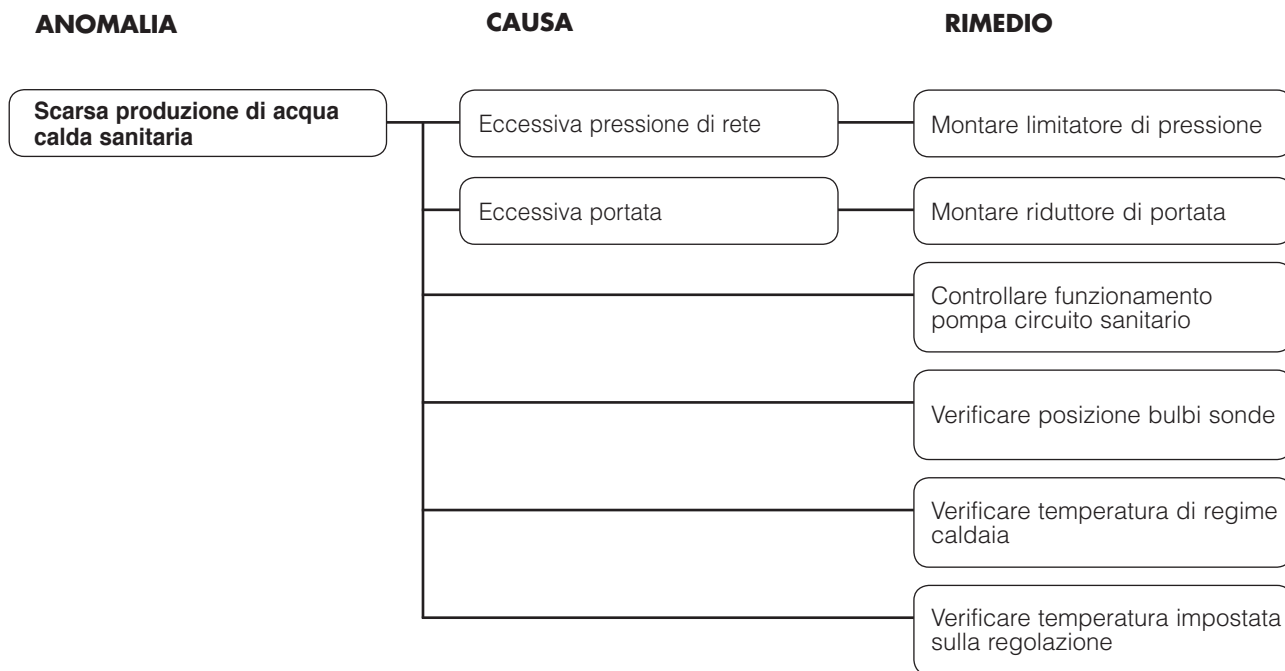 ANOMALIA CAUSA RIMEDIO
Scarsa produzione di acqua
calda sanitaria
Eccessiva pressione di rete
Montare limitatore di pressione
Eccessiva portata
Montare riduttore di portata
Controllare funzionamento
pompa circuito sanitario
Verificare posizione bulbi sonde
Verificare temperatura di regime
caldaia
Verificare temperatura impostata
sulla regolazione